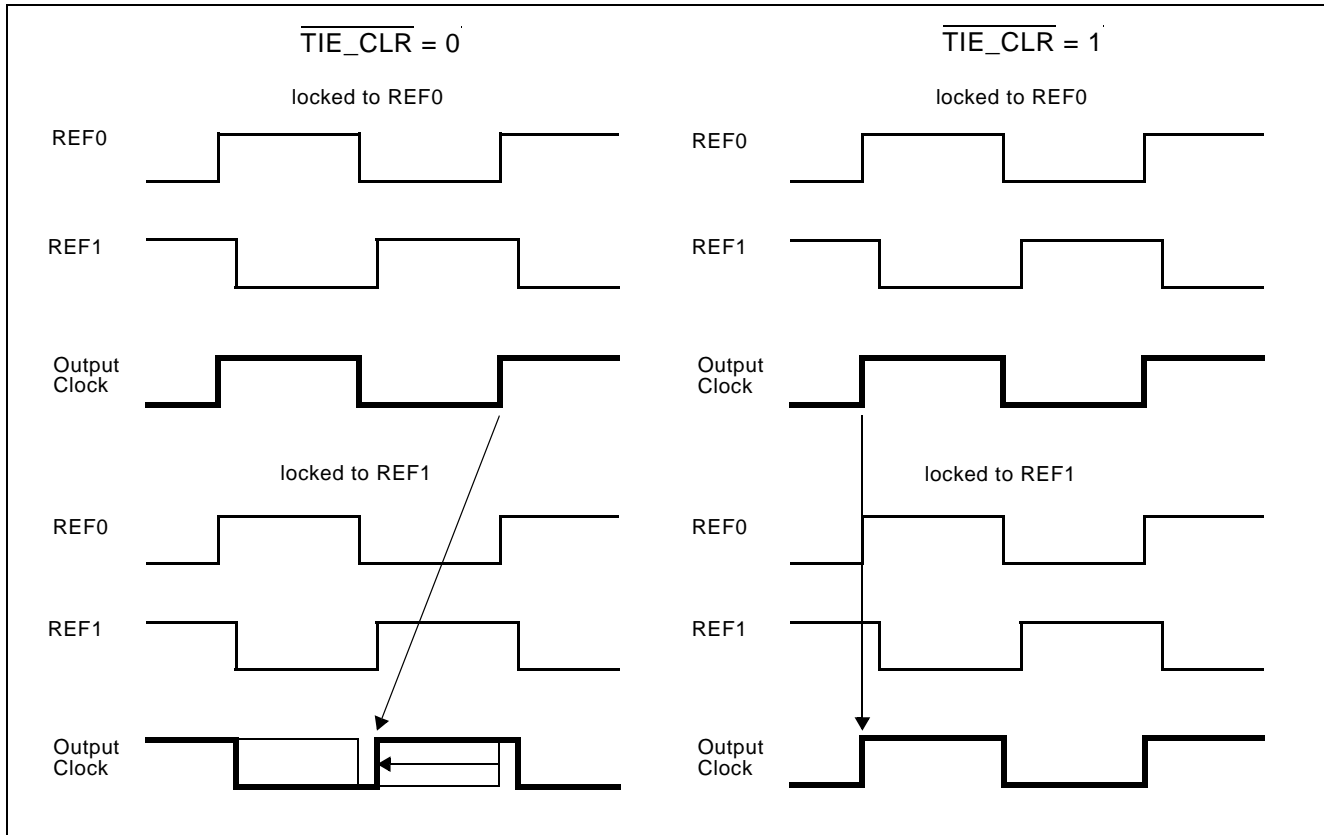 TIE_CLR = 0
locked to REF0
REF0
REF1
Output
Clock
locked to REF1
REF0
REF1
Output
Clock
TIE_CLR = 1
locked to REF0
REF0
REF1
Output
Clock
locked to REF1
REF0
REF1
Output
Clock